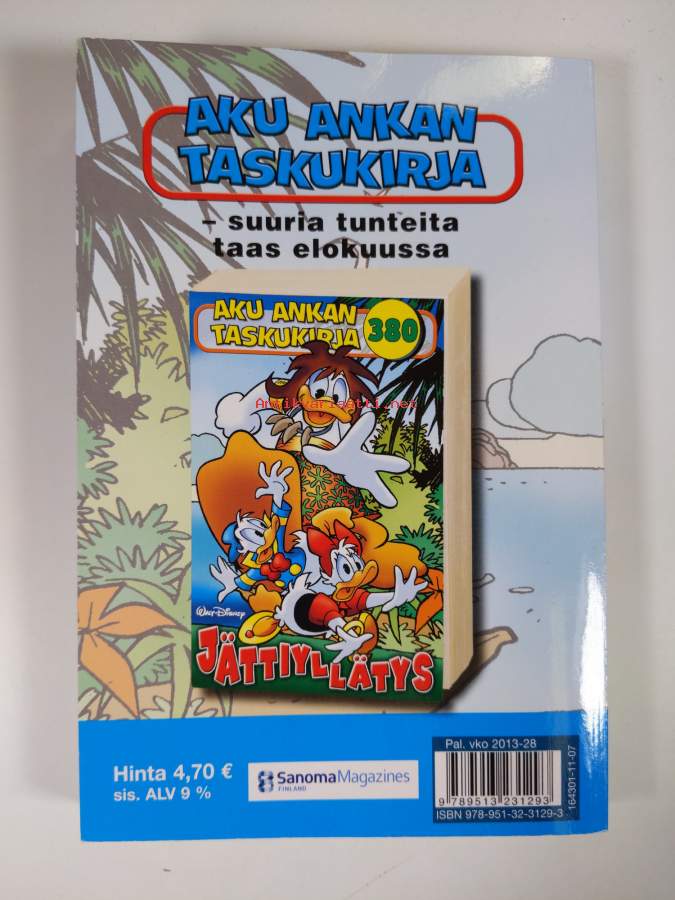 AKU ANKAN
TASKUKIRJA
– suuria tunteita
taas elokuussa
AKU ANKAN
TASKUKIRJA
380
Antikvariaatti.net
WALT DISNEY
JÄTTIYLLÄTYS
Hinta 4,70 €
sis. ALV 9 %
SanomaMagazines
FINLAND
Pal. vko 2013-28
9 789513 231293
ISBN 978-951-32-3129-3
164301-11-07